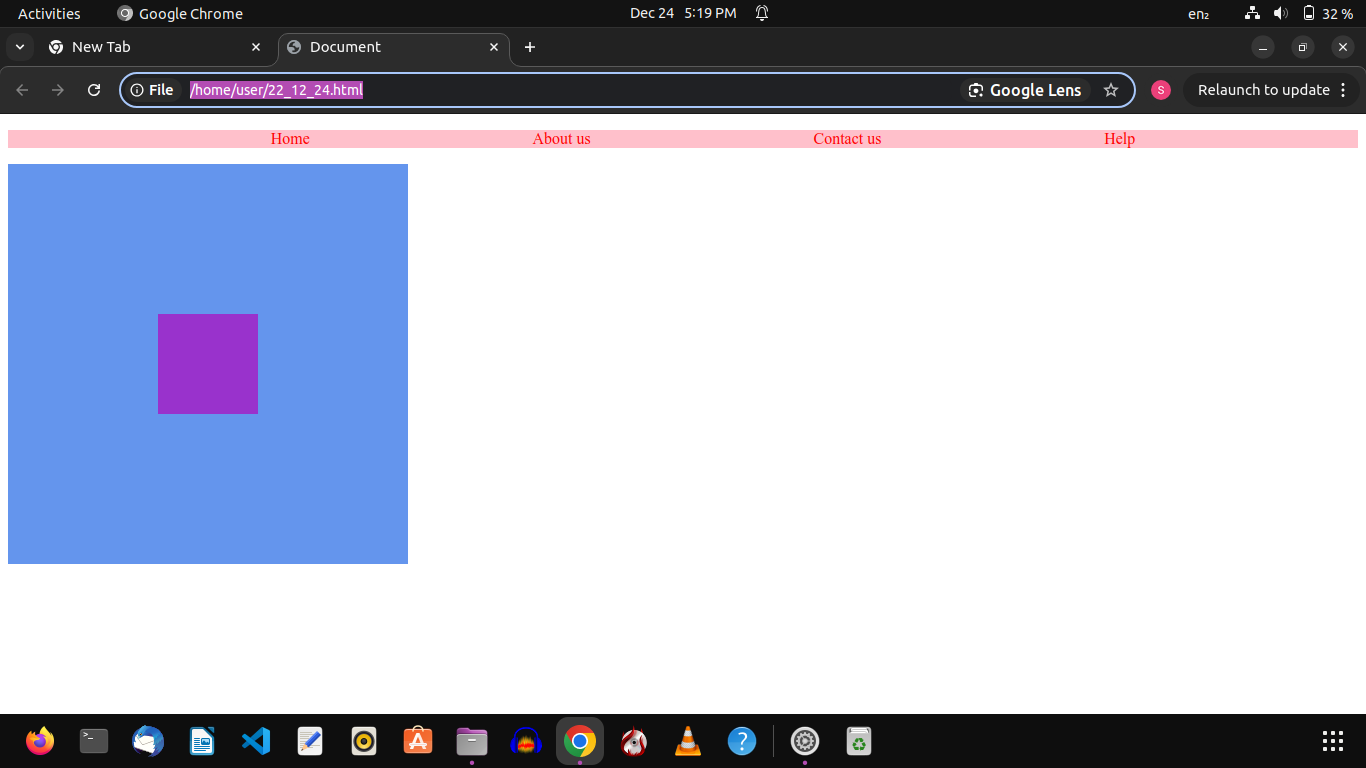 Activities Google Chrome Dec 24 5:19 PM en₂ 32 %
New Tab Document
File /home/user/22_12_24.html Google Lens S Relaunch to update
Home About us Contact us Help
>_ A ?